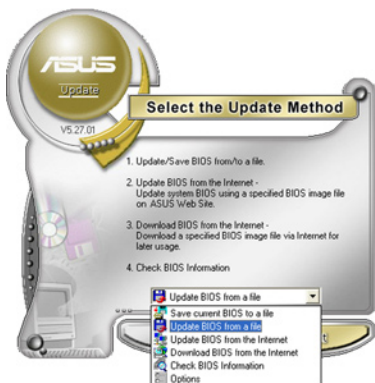 ASUS
Update
V5.27.01
Select the Update Method
1. Update/Save BIOS from/to a file.
2. Update BIOS from the Internet -
Update system BIOS using a specified BIOS image file
on ASUS Web Site.
3. Download BIOS from the Internet -
Download a specified BIOS image file via Internet for
later usage.
4. Check BIOS Information
Update BIOS from a file
Save current BIOS to a file
Update BIOS from a file
Update BIOS from the Internet
Download BIOS from the Internet
Check BIOS Information
Options